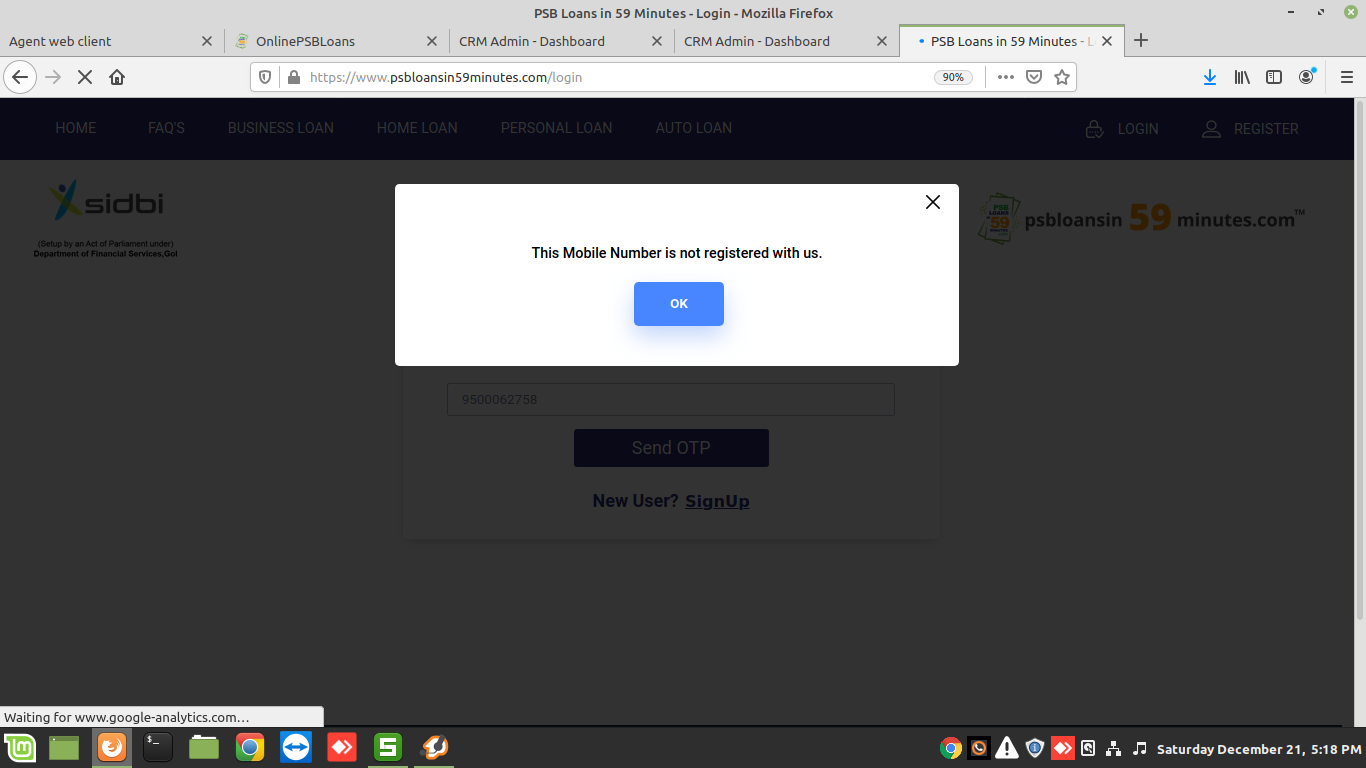 PSB Loans in 59 Minutes - Login - Mozilla Firefox
Agent web client
OnlinePSBLoans
CRM Admin - Dashboard
CRM Admin - Dashboard
PSB Loans in 59 Minutes - L
https://www.psbloansin59minutes.com/login
90%
HOME
FAQ'S
BUSINESS LOAN
HOME LOAN
PERSONAL LOAN
AUTO LOAN
LOGIN
REGISTER
sidbi
(Setup by an Act of Parliament under)
Department of Financial Services,GoI
PSB
LOANS
59
psbloansin 59 minutes.com™
This Mobile Number is not registered with us.
OK
9500062758
Send OTP
New User? SignUp
Waiting for www.google-analytics.com…
Saturday December 21, 5:18 PM